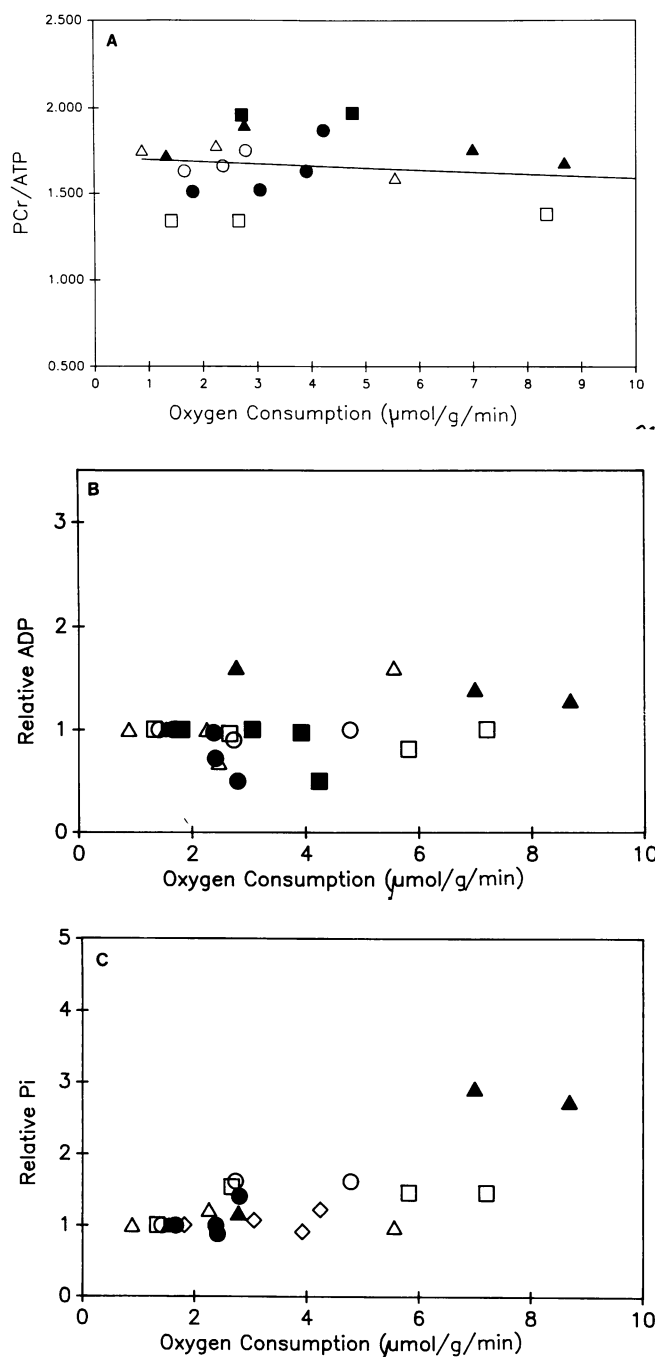 A
2.500
2.000
1.500
1.000
0.500
PCr/ATP
0 1 2 3 4 5 6 7 8 9 10
Oxygen Consumption (μmol/g/min)
B
3
2
1
0
Relative ADP
0 2 4 6 8 10
Oxygen Consumption (μmol/g/min)
C
5
4
3
2
1
0
Relative Pi
0 2 4 6 8 10
Oxygen Consumption (μmol/g/min)